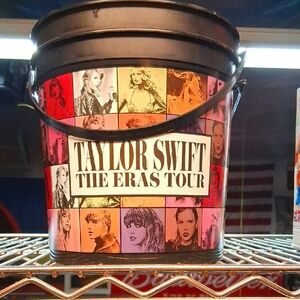 TAYLOR SWIFT
THE ERAS TOUR